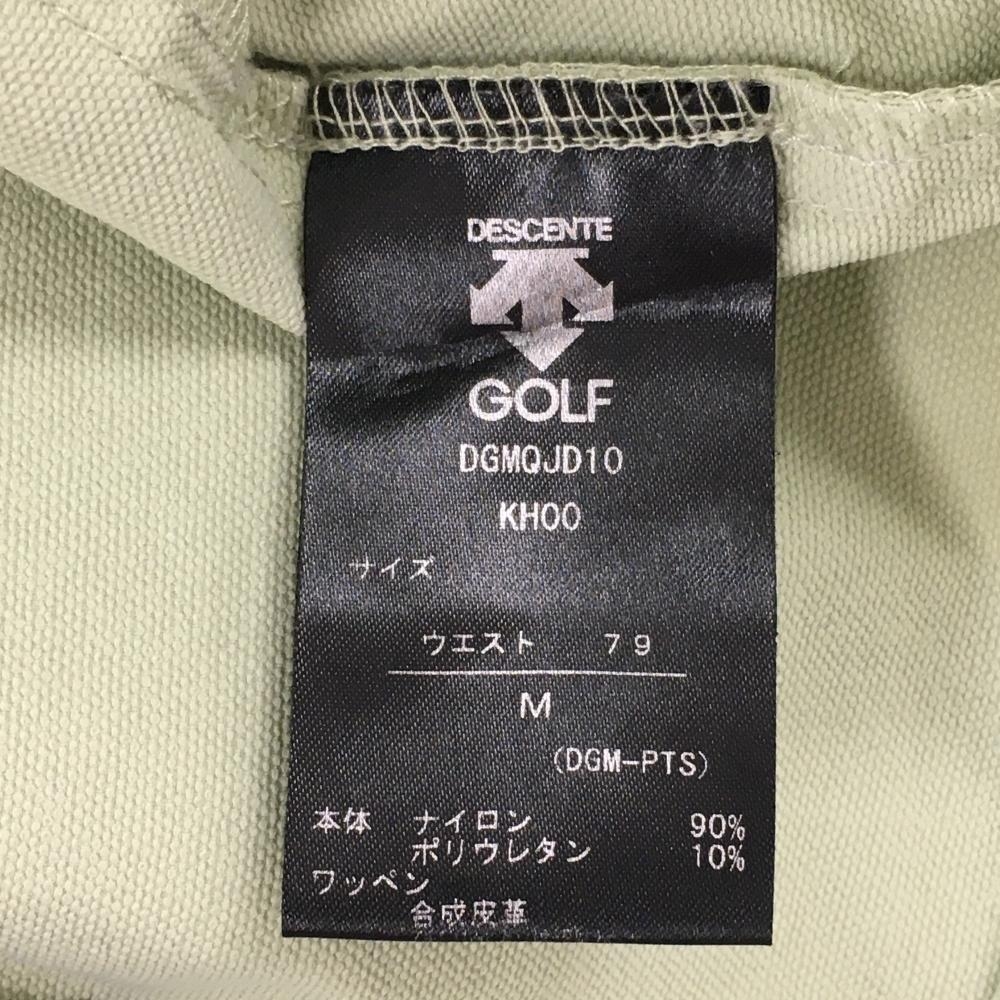 DESCENTE
GOLF
DGMQJD10
KH00
サイズ
ウエスト 79
M
(DGM-PTS)
本体 ナイロン 90%
ポリウレタン 10%
ワッペン
合成皮革